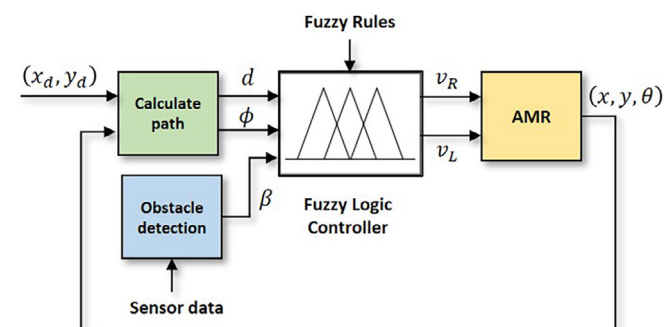 Fuzzy Rules
(x_d, y_d)
d
v_R
(x, y, θ)
Calculate
path
ϕ
AMR
v_L
Obstacle
detection
β
Fuzzy Logic
Controller
Sensor data